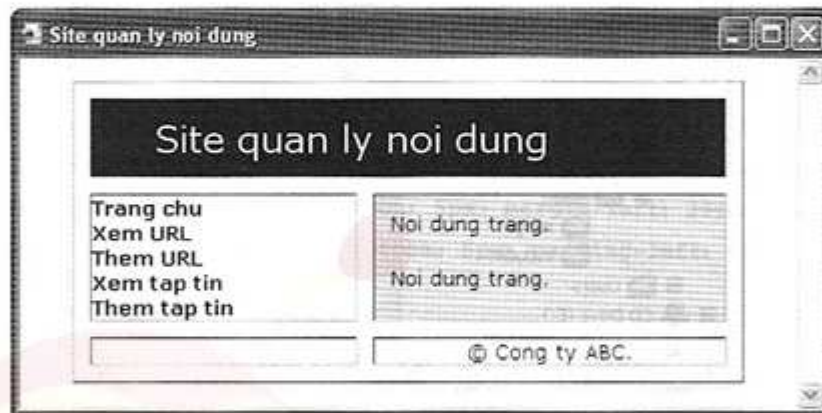 Site quan ly noi dung
Site quan ly noi dung
Trang chu
Xem URL
Them URL
Xem tap tin
Them tap tin
Noi dung trang.
Noi dung trang.
© Cong ty ABC.